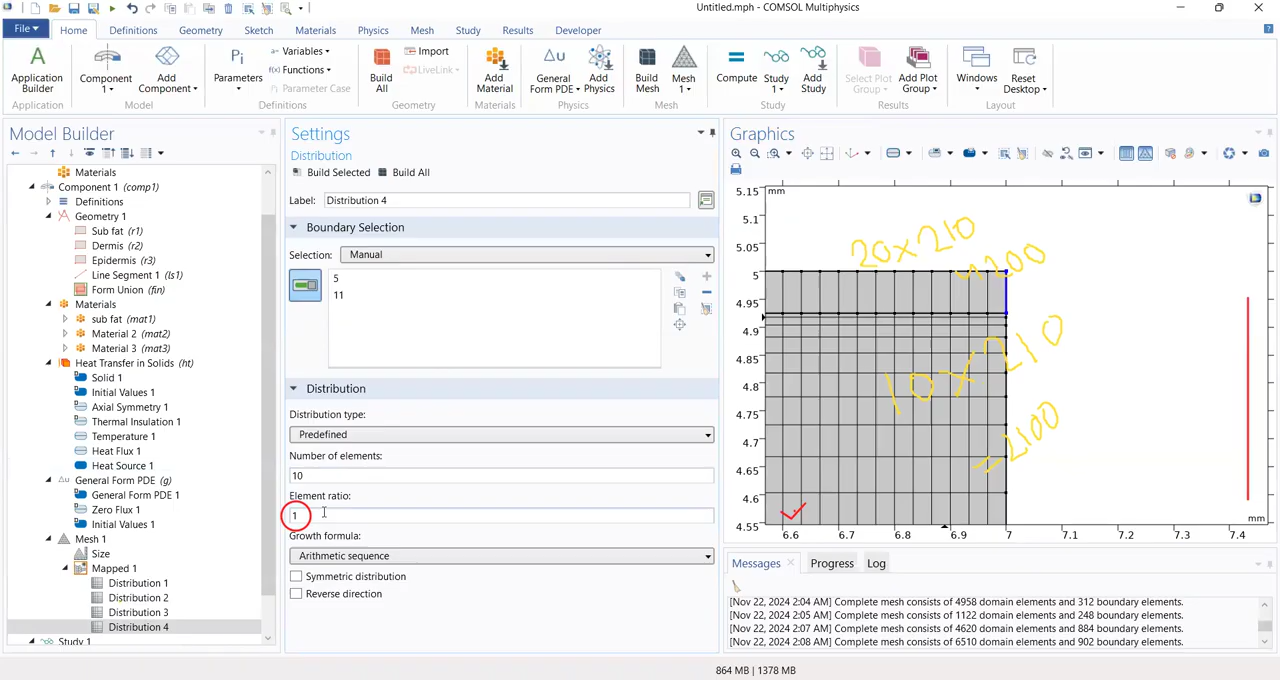 Untitled.mph - COMSOL Multiphysics
File Home Definitions Geometry Sketch Materials Physics Mesh Study Results Developer
Application Builder
Component 1
Add Component
Parameters
a= Variables
f(x) Functions
Pi Parameter Case
Build All
Import
LiveLink
Add Material
General Form PDE
Add Physics
Build Mesh
Mesh 1
Compute
Study 1
Add Study
Select Plot Group
Add Plot Group
Windows
Reset Desktop
Application Model Definitions Geometry Materials Physics Mesh Study Results Layout
Model Builder
Materials
Component 1 (comp1)
Definitions
Geometry 1
Sub fat (r1)
Dermis (r2)
Epidermis (r3)
Line Segment 1 (ls1)
Form Union (fin)
Materials
sub fat (mat1)
Material 2 (mat2)
Material 3 (mat3)
Heat Transfer in Solids (ht)
Solid 1
Initial Values 1
Axial Symmetry 1
Thermal Insulation 1
Temperature 1
Heat Flux 1
Heat Source 1
General Form PDE (g)
General Form PDE 1
Zero Flux 1
Initial Values 1
Mesh 1
Size
Mapped 1
Distribution 1
Distribution 2
Distribution 3
Distribution 4
Study 1
Settings
Distribution
Build Selected Build All
Label: Distribution 4
Boundary Selection
Selection: Manual
5
11
Distribution
Distribution type:
Predefined
Number of elements:
10
Element ratio:
1
Growth formula:
Arithmetic sequence
Symmetric distribution
Reverse direction
Graphics
mm
5.15
5.1
5.05
5
4.95
4.9
4.85
4.8
4.75
4.7
4.65
4.6
4.55
20x210
4200
10x210
=2100
6.6 6.7 6.8 6.9 7 7.1 7.2 7.3 7.4
mm
Messages Progress Log
[Nov 22, 2024 2:04 AM] Complete mesh consists of 4958 domain elements and 312 boundary elements.
[Nov 22, 2024 2:05 AM] Complete mesh consists of 1122 domain elements and 248 boundary elements.
[Nov 22, 2024 2:07 AM] Complete mesh consists of 4620 domain elements and 884 boundary elements.
[Nov 22, 2024 2:08 AM] Complete mesh consists of 6510 domain elements and 902 boundary elements.
864 MB | 1378 MB